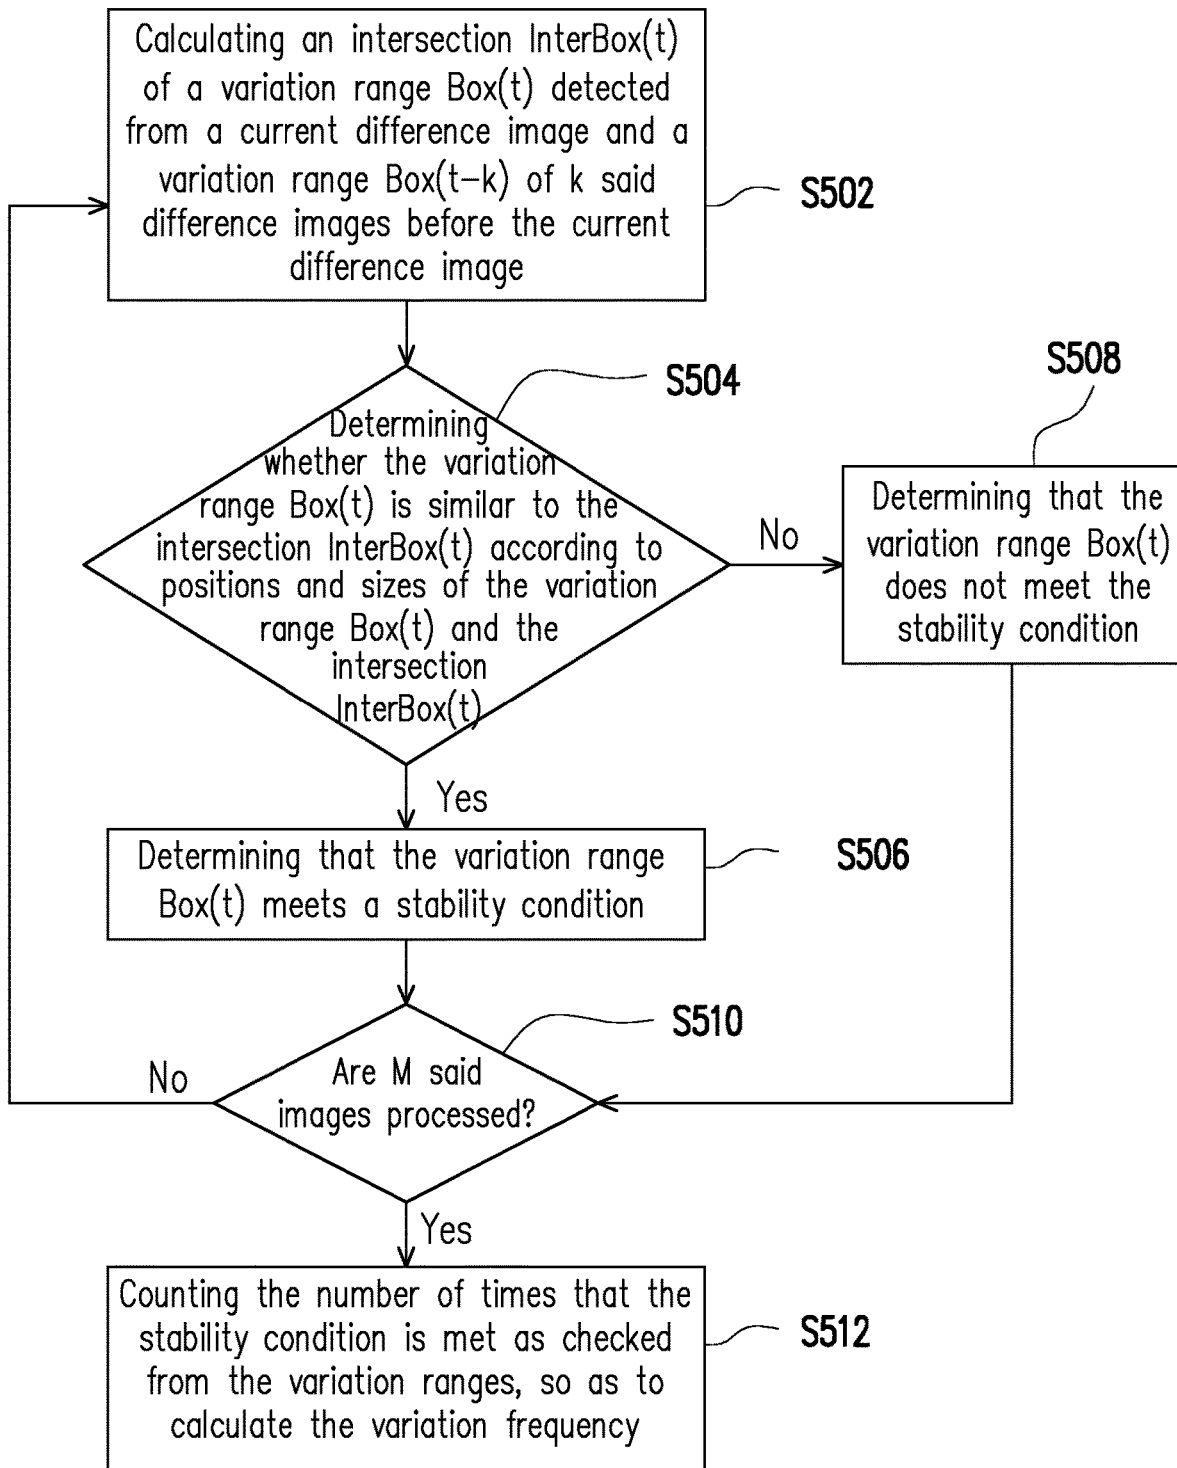 Calculating an intersection InterBox(t)
of a variation range Box(t) detected
from a current difference image and a
variation range Box(t-k) of k said
difference images before the current
difference image
S502
Determining
whether the variation
range Box(t) is similar to the
intersection InterBox(t) according to
positions and sizes of the variation
range Box(t) and the
intersection
InterBox(t)
S504
No
S508
Determining that the
variation range Box(t)
does not meet the
stability condition
Yes
Determining that the variation range
Box(t) meets a stability condition
S506
Are M said
images processed?
S510
No
Yes
Counting the number of times that the
stability condition is met as checked
from the variation ranges, so as to
calculate the variation frequency
S512